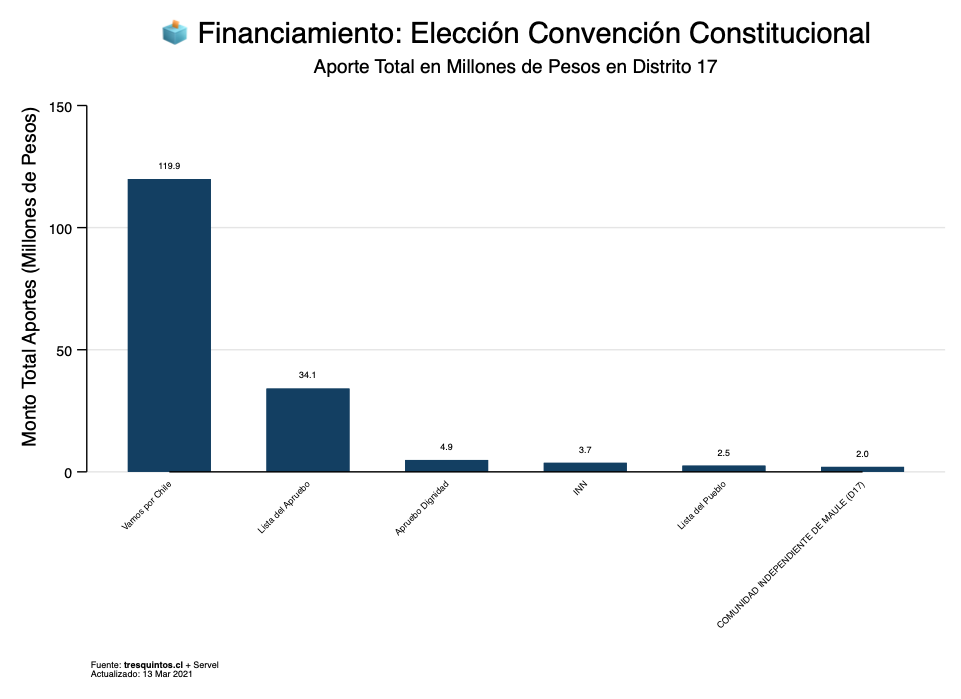 Financiamiento: Elección Convención Constitucional
Aporte Total en Millones de Pesos en Distrito 17
Monto Total Aportes (Millones de Pesos)
150
100
50
0
119.9
34.1
4.9
3.7
2.5
2.0
Vamos por Chile
Lista del Apruebo
Apruebo Dignidad
INN
Lista del Pueblo
COMUNIDAD INDEPENDIENTE DE MAULE (D17)
Fuente: tresquintos.cl + Servel
Actualizado: 13 Mar 2021